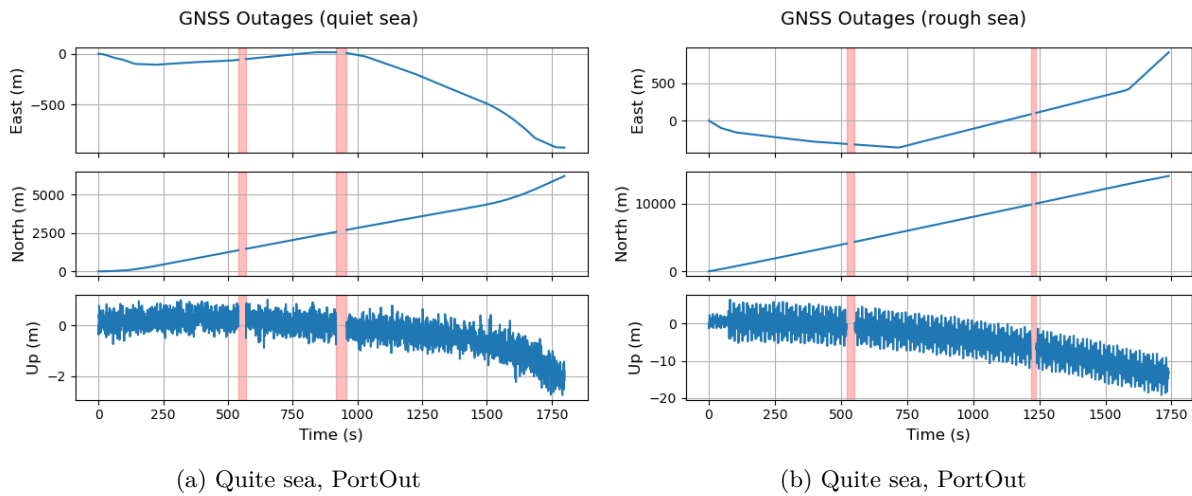 GNSS Outages (quiet sea)
0
−500
East (m)
5000
2500
0
North (m)
0
−2
Up (m)
0 250 500 750 1000 1250 1500 1750
Time (s)
(a) Quite sea, PortOut
GNSS Outages (rough sea)
500
0
East (m)
10000
0
North (m)
0
−10
−20
Up (m)
0 250 500 750 1000 1250 1500 1750
Time (s)
(b) Quite sea, PortOut